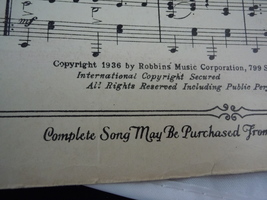 Copyright 1936 by Robbins Music Corporation, 799 S
International Copyright Secured
All Rights Reserved Including Public Per
Complete Song May Be Purchased From